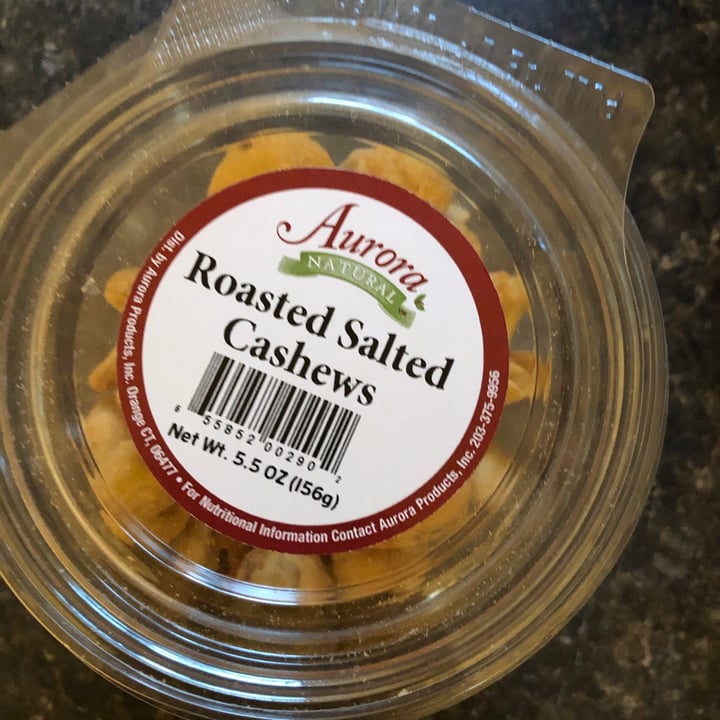 Aurora
NATURAL™
Roasted Salted
Cashews
6 55852 00290 2
Net Wt. 5.5 OZ (156g)
Dist. by Aurora Products, Inc. Orange CT, 06477 • For Nutritional Information Contact Aurora Products, Inc. 203-375-9956